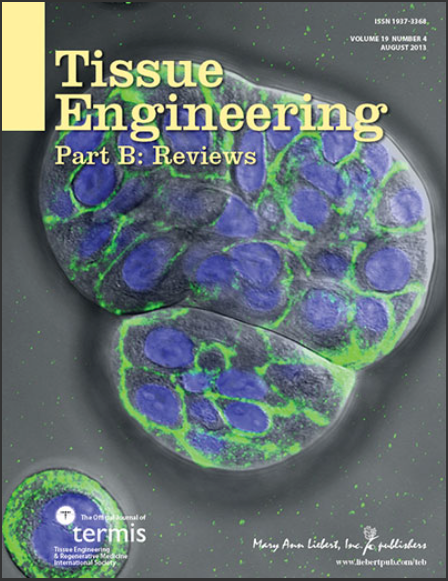 ISSN 1937-3368
VOLUME 19 NUMBER 4
AUGUST 2013
Tissue
Engineering
Part B: Reviews
The Official Journal of
termis
Tissue Engineering
& Regenerative Medicine
International Society
Mary Ann Liebert, Inc. publishers
www.liebertpub.com/teb